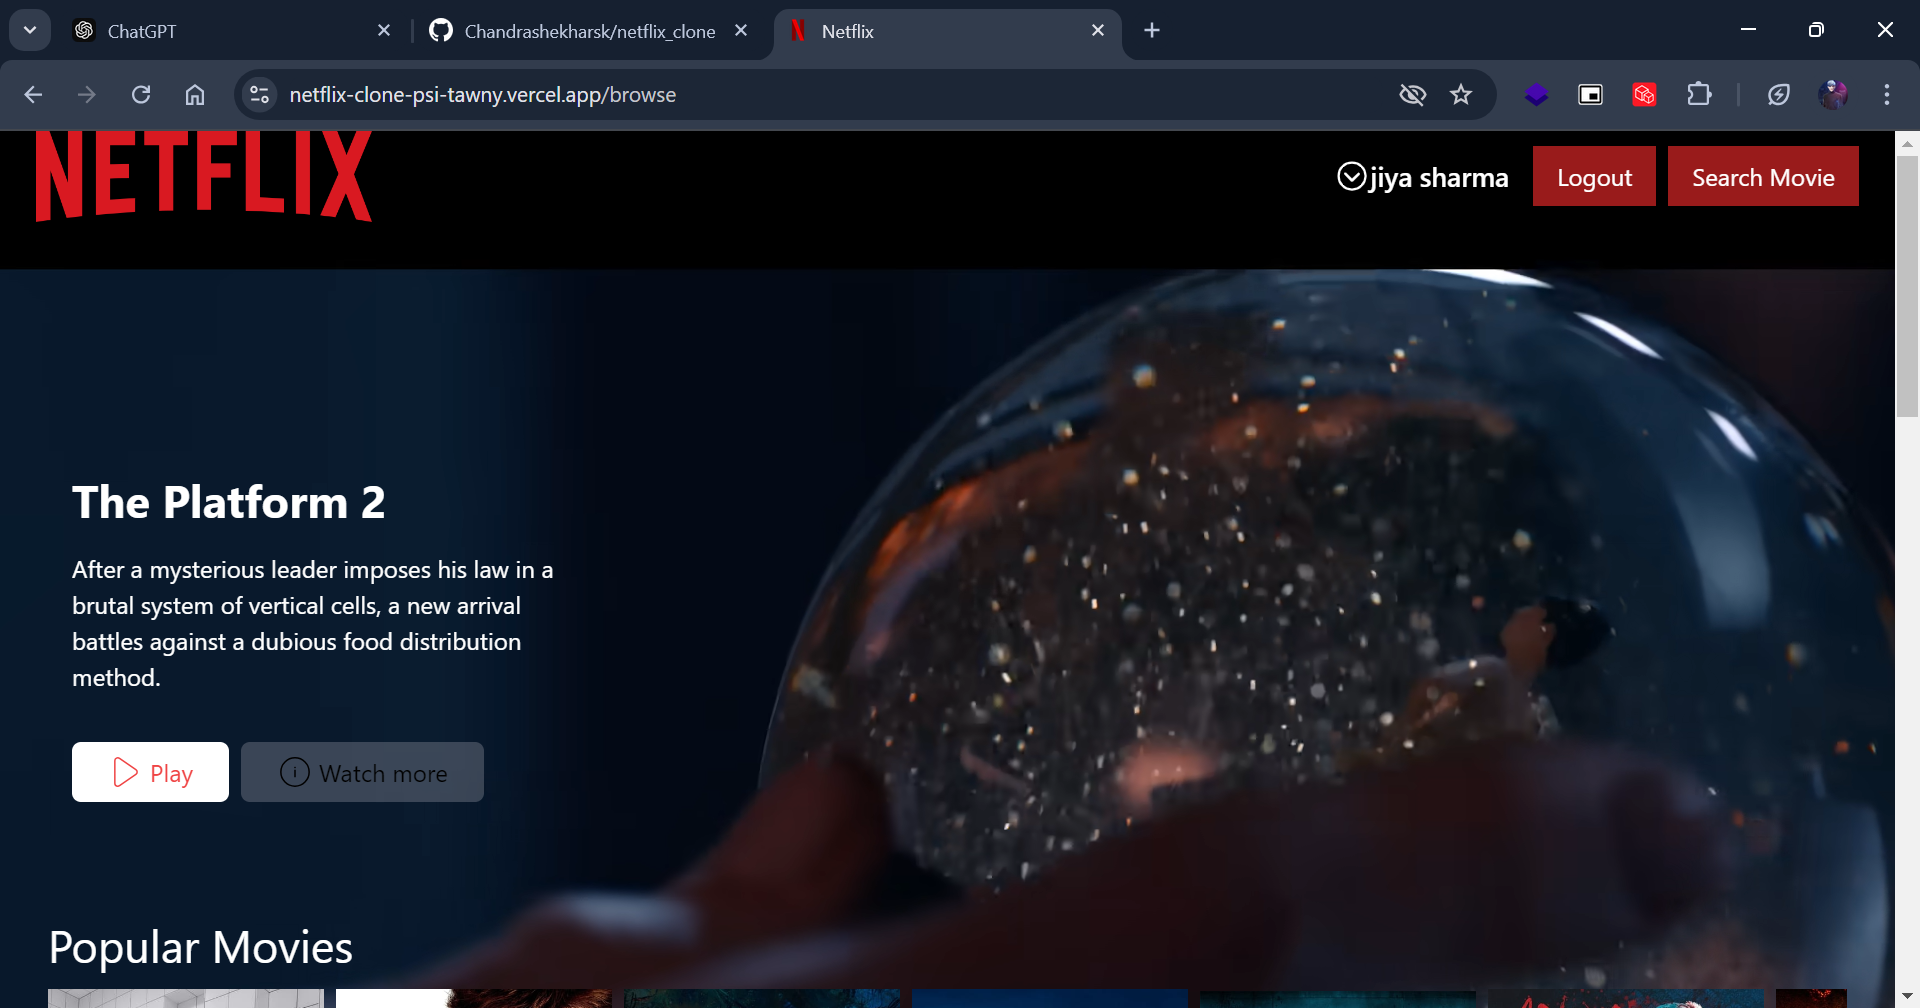 ChatGPT
Chandrashekharsk/netflix_clone
Netflix
netflix-clone-psi-tawny.vercel.app/browse
NETFLIX
jiya sharma
Logout
Search Movie
The Platform 2
After a mysterious leader imposes his law in a
brutal system of vertical cells, a new arrival
battles against a dubious food distribution
method.
Play
Watch more
Popular Movies